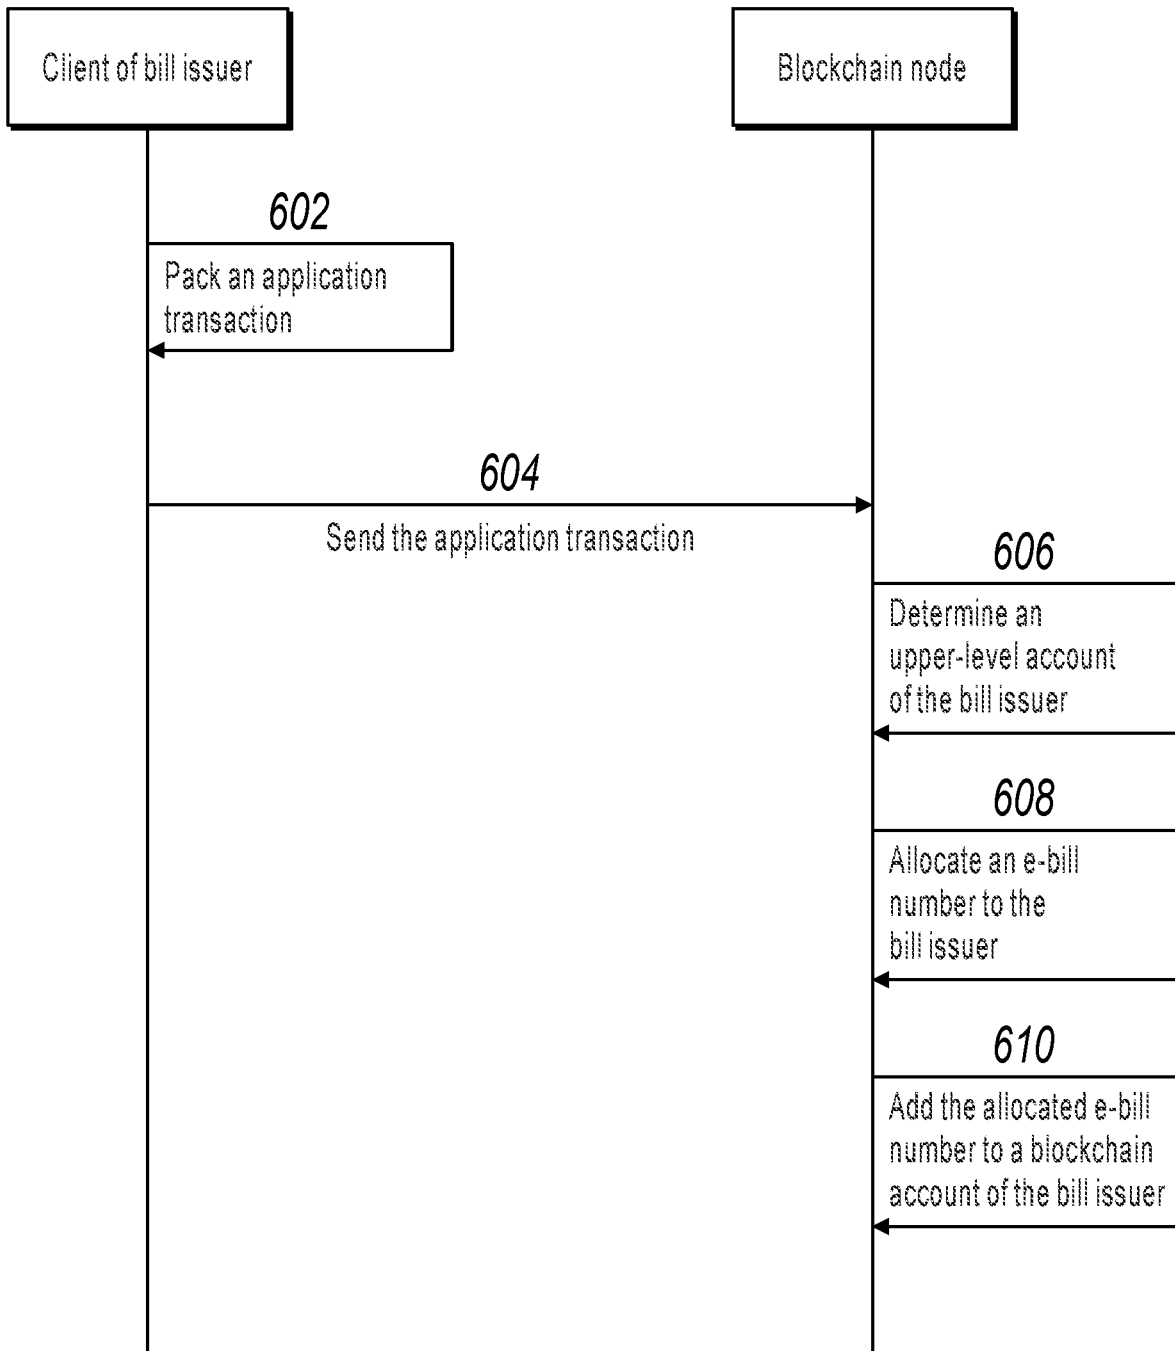 Client of bill issuer
Blockchain node
602
Pack an application
transaction
604
Send the application transaction
606
Determine an
upper-level account
of the bill issuer
608
Allocate an e-bill
number to the
bill issuer
610
Add the allocated e-bill
number to a blockchain
account of the bill issuer